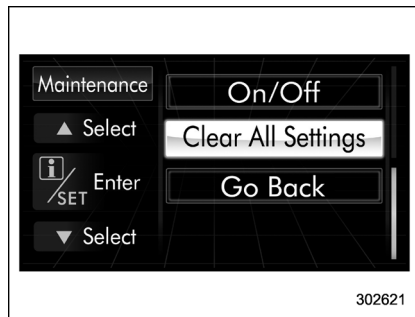 Maintenance
On/Off
▲ Select
Clear All Settings
i/SET Enter
Go Back
▼ Select
302621